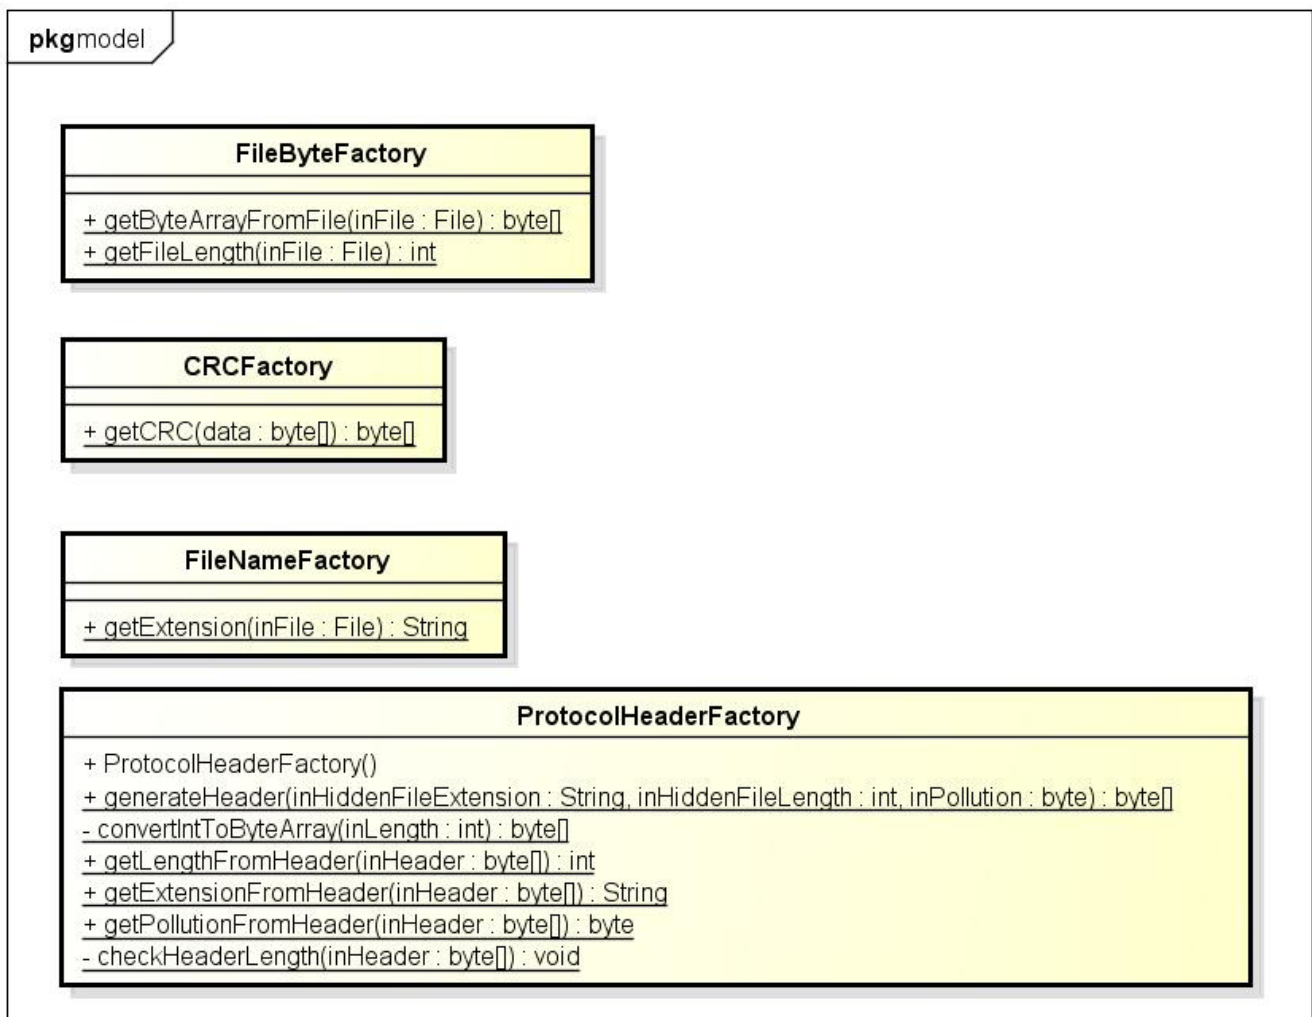 pkg model
FileByteFactory
+ getByteArrayFromFile(inFile : File) : byte[]
+ getFileLength(inFile : File) : int
CRCFactory
+ getCRC(data : byte[]) : byte[]
FileNameFactory
+ getExtension(inFile : File) : String
ProtocolHeaderFactory
+ ProtocolHeaderFactory()
+ generateHeader(inHiddenFileExtension : String, inHiddenFileLength : int, inPollution : byte) : byte[]
- convertIntToByteArray(inLength : int) : byte[]
+ getLengthFromHeader(inHeader : byte[]) : int
+ getExtensionFromHeader(inHeader : byte[]) : String
+ getPollutionFromHeader(inHeader : byte[]) : byte
- checkHeaderLength(inHeader : byte[]) : void